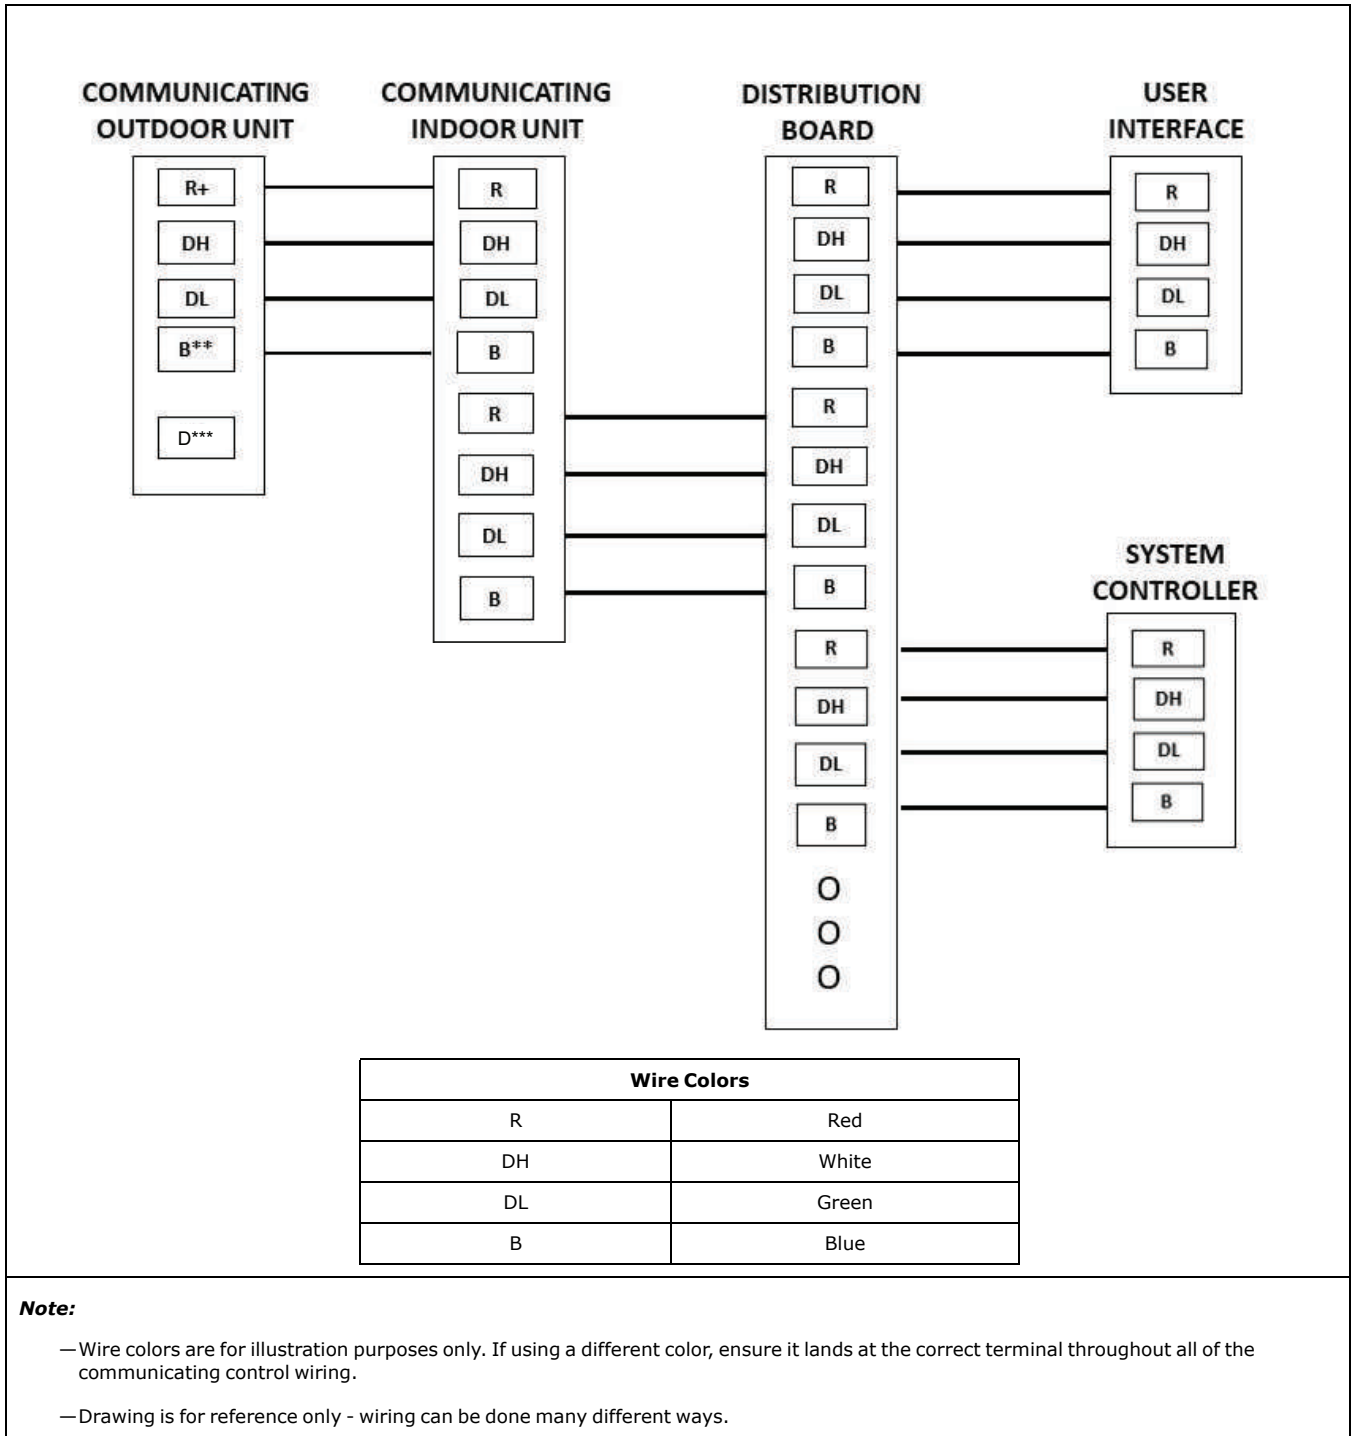 COMMUNICATING
OUTDOOR UNIT
R+
DH
DL
B**
D***
COMMUNICATING
INDOOR UNIT
R
DH
DL
B
R
DH
DL
B
DISTRIBUTION
BOARD
R
DH
DL
B
R
DH
DL
B
R
DH
DL
B
O
O
O
USER
INTERFACE
R
DH
DL
B
SYSTEM
CONTROLLER
R
DH
DL
B
Wire Colors
R Red
DH White
DL Green
B Blue
Note:
—Wire colors are for illustration purposes only. If using a different color, ensure it lands at the correct terminal throughout all of the
communicating control wiring.
—Drawing is for reference only - wiring can be done many different ways.